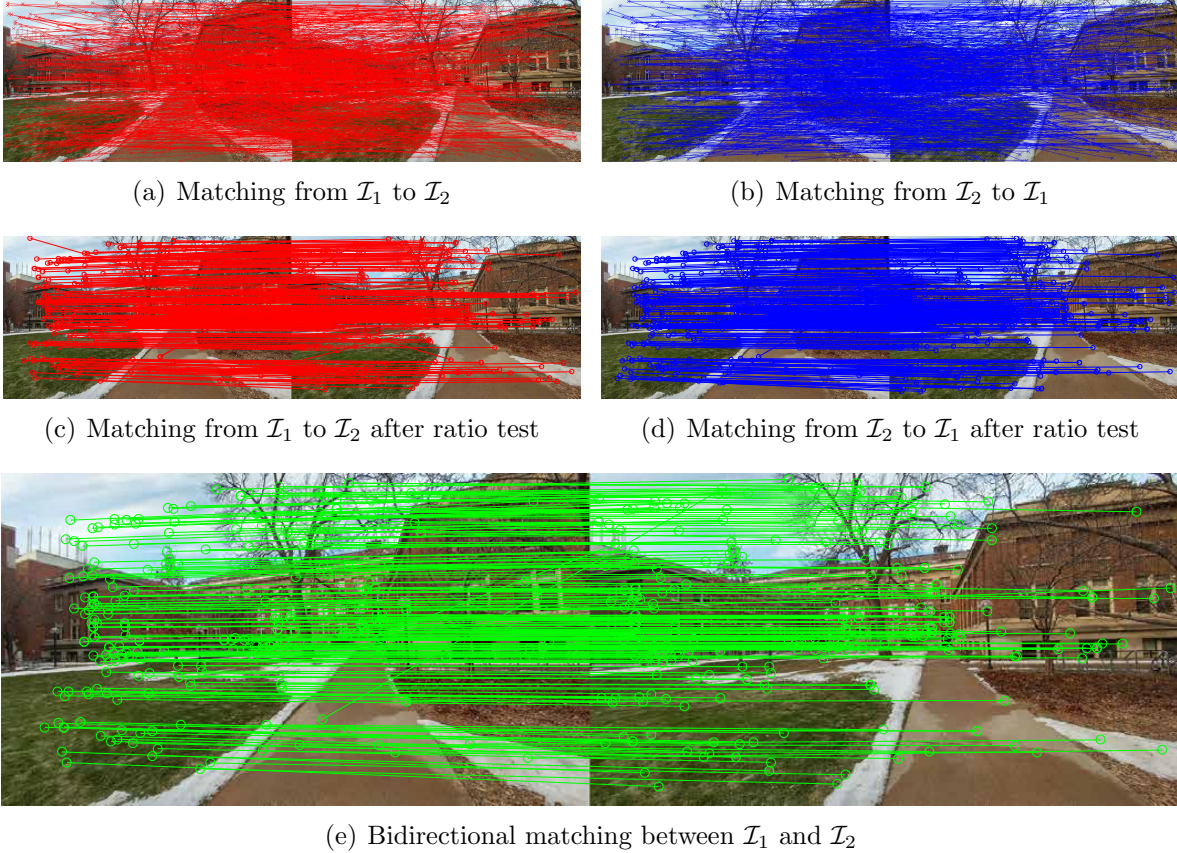 (a) Matching from I₁ to I₂
(b) Matching from I₂ to I₁
(c) Matching from I₁ to I₂ after ratio test
(d) Matching from I₂ to I₁ after ratio test
(e) Bidirectional matching between I₁ and I₂